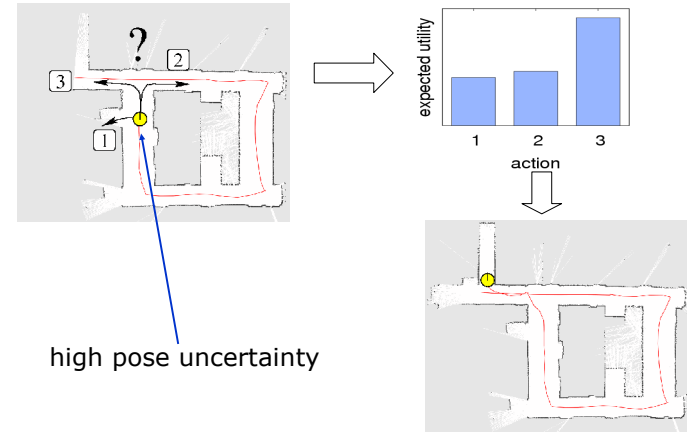 ?
2
3
1
expected utility
1 2 3
action
high pose uncertainty